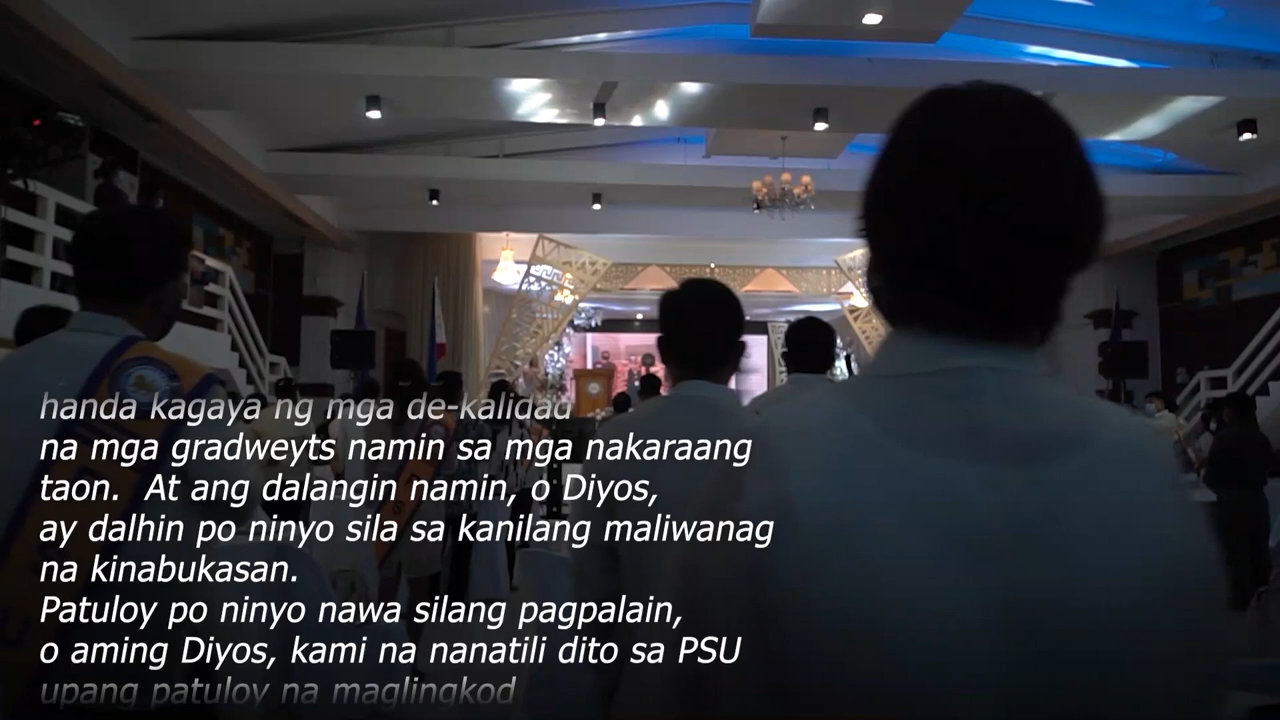 handa kagaya ng mga de-kalidad
na mga gradweyts namin sa mga nakaraang
taon.  At ang dalangin namin, o Diyos,
ay dalhin po ninyo sila sa kanilang maliwanag
na kinabukasan.
Patuloy po ninyo nawa silang pagpalain,
o aming Diyos, kami na nanatili dito sa PSU
upang patuloy na maglingkod